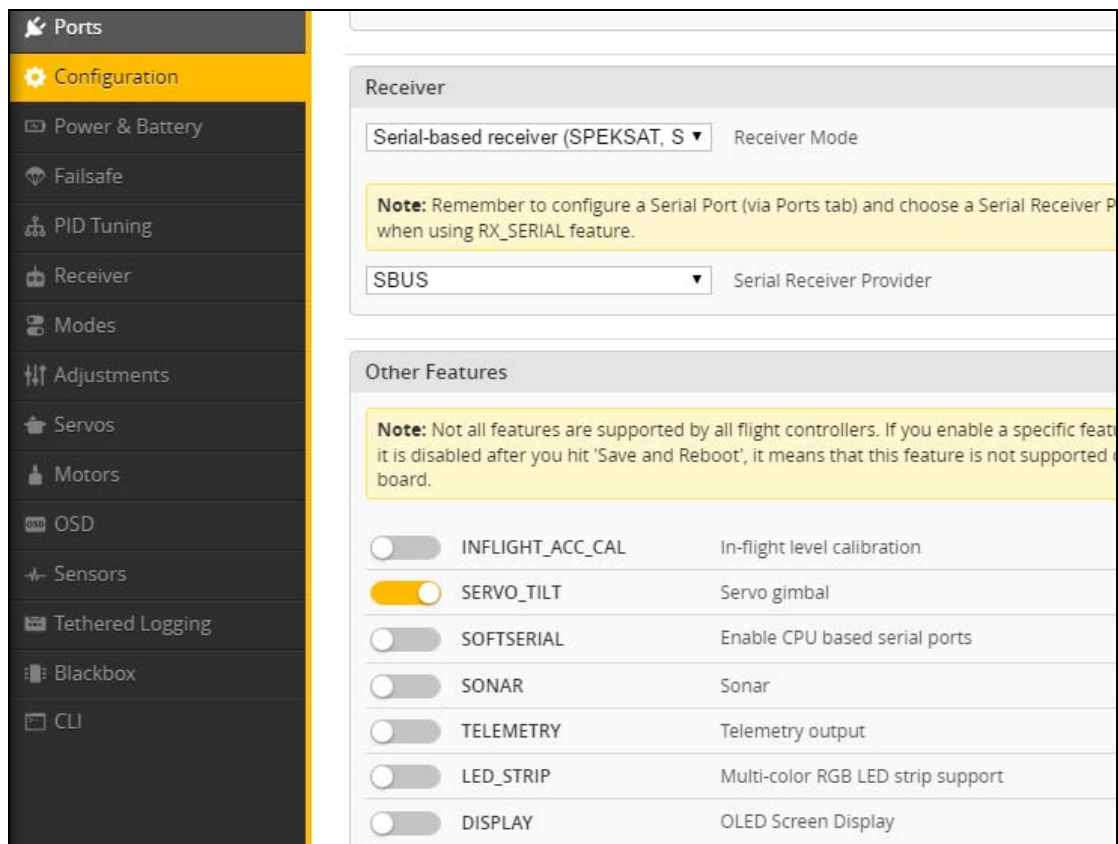 Ports
Configuration
Power & Battery
Failsafe
PID Tuning
Receiver
Modes
Adjustments
Servos
Motors
OSD
Sensors
Tethered Logging
Blackbox
CLI
Receiver
Serial-based receiver (SPEKSAT, S
Receiver Mode
Note: Remember to configure a Serial Port (via Ports tab) and choose a Serial Receiver P
when using RX_SERIAL feature.
SBUS
Serial Receiver Provider
Other Features
Note: Not all features are supported by all flight controllers. If you enable a specific feat
it is disabled after you hit 'Save and Reboot', it means that this feature is not supported
board.
INFLIGHT_ACC_CAL
In-flight level calibration
SERVO_TILT
Servo gimbal
SOFTSERIAL
Enable CPU based serial ports
SONAR
Sonar
TELEMETRY
Telemetry output
LED_STRIP
Multi-color RGB LED strip support
DISPLAY
OLED Screen Display